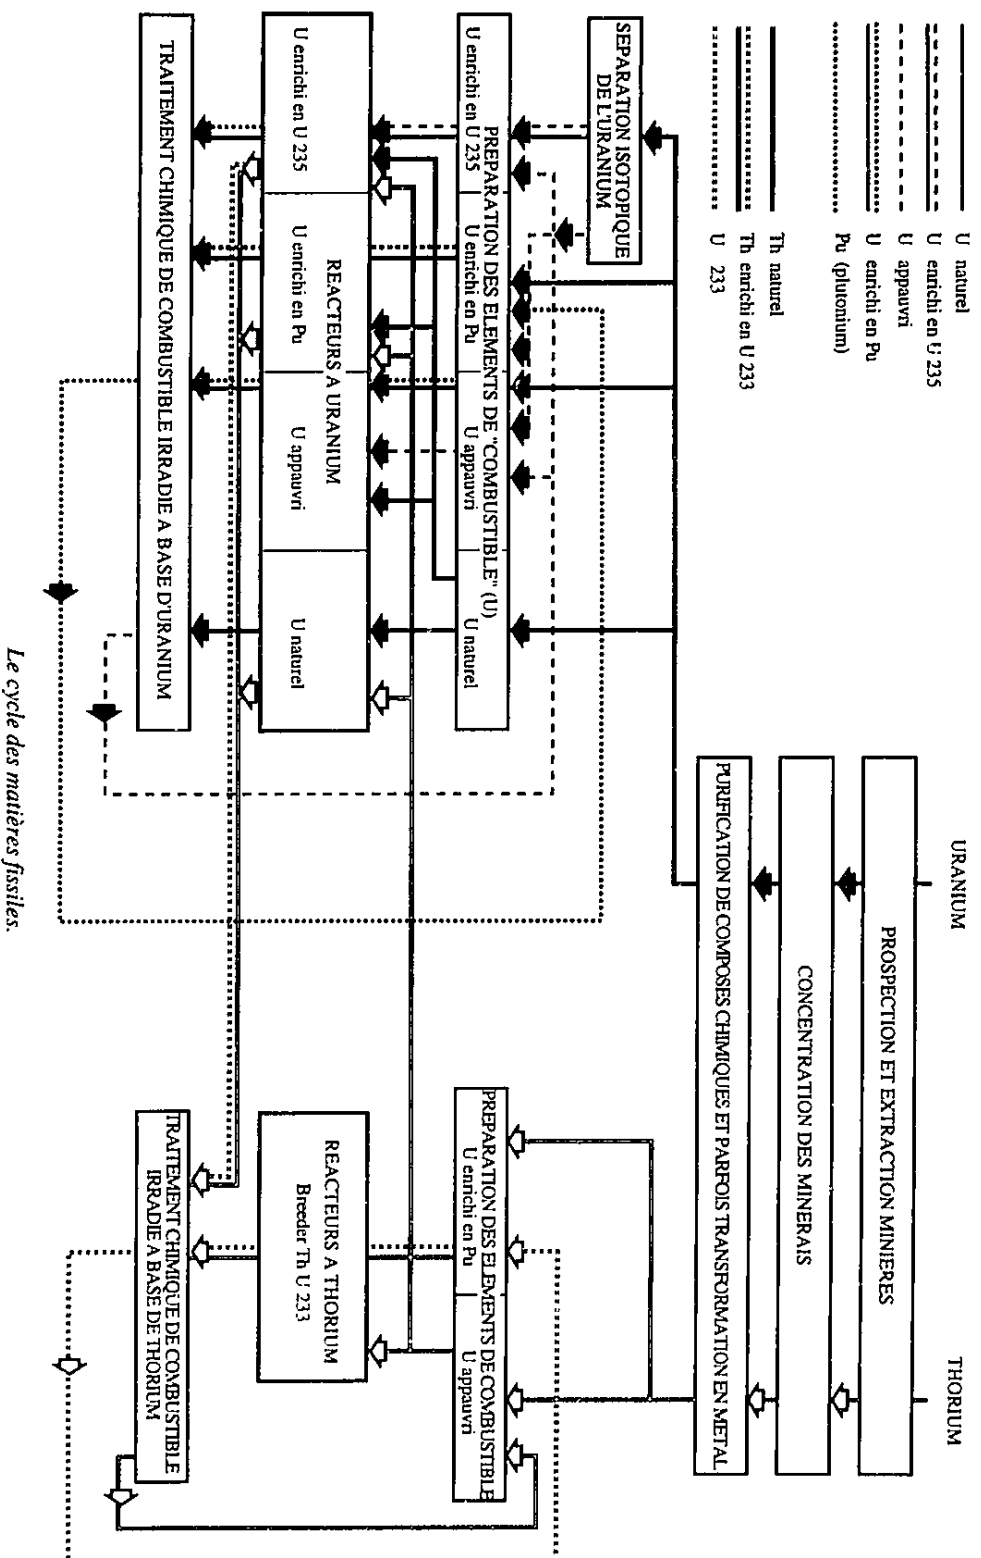 URANIUM
THORIUM
U naturel
U enrichi en U 235
U appauvri
U enrichi en Pu
Pu (plutonium)
Th naturel
Th enrichi en U 233
U 233
PROSPECTION ET EXTRACTION MINIERES
CONCENTRATION DES MINERAIS
PURIFICATION DE COMPOSES CHIMIQUES ET PARFOIS TRANSFORMATION EN METAL
SEPARATION ISOTOPIQUE
DE L'URANIUM
PREPARATION DES ELEMENTS DE "COMBUSTIBLE" (U)
U enrichi en U 235
U enrichi en Pu
U appauvri
U naturel
PREPARATION DES ELEMENTS DE COMBUSTIBLE
U enrichi en Pu
U appauvri
REACTEURS A URANIUM
U enrichi en U 235
U enrichi en Pu
U appauvri
U naturel
REACTEURS A THORIUM
Breeder Th U 233
TRAITEMENT CHIMIQUE DE COMBUSTIBLE IRRADIE A BASE D'URANIUM
TRAITEMENT CHIMIQUE DE COMBUSTIBLE
IRRADIE A BASE DE THORIUM
Le cycle des matières fissiles.